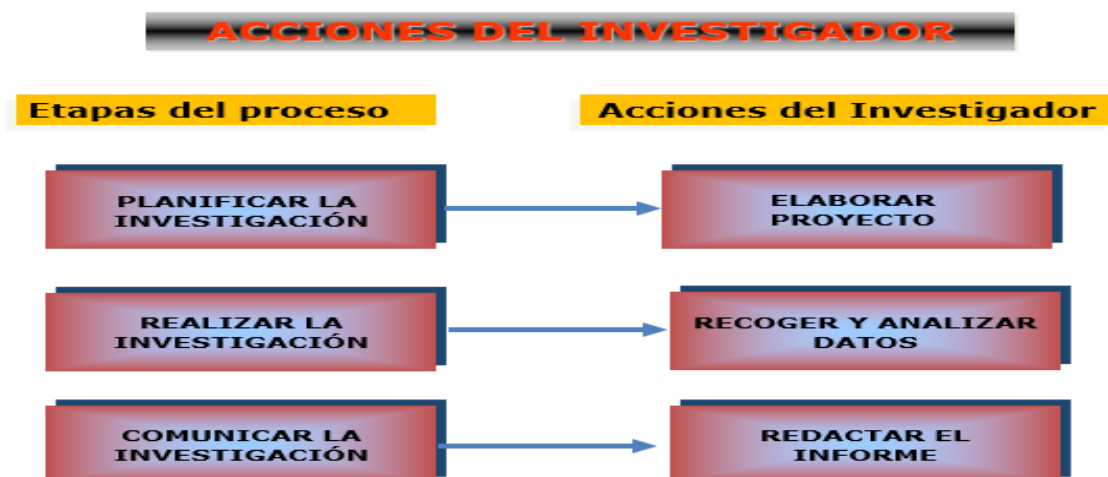 ACCIONES DEL INVESTIGADOR
Etapas del proceso
Acciones del Investigador
PLANIFICAR LA
INVESTIGACIÓN
ELABORAR
PROYECTO
REALIZAR LA
INVESTIGACIÓN
RECOGER Y ANALIZAR
DATOS
COMUNICAR LA
INVESTIGACIÓN
REDACTAR EL
INFORME